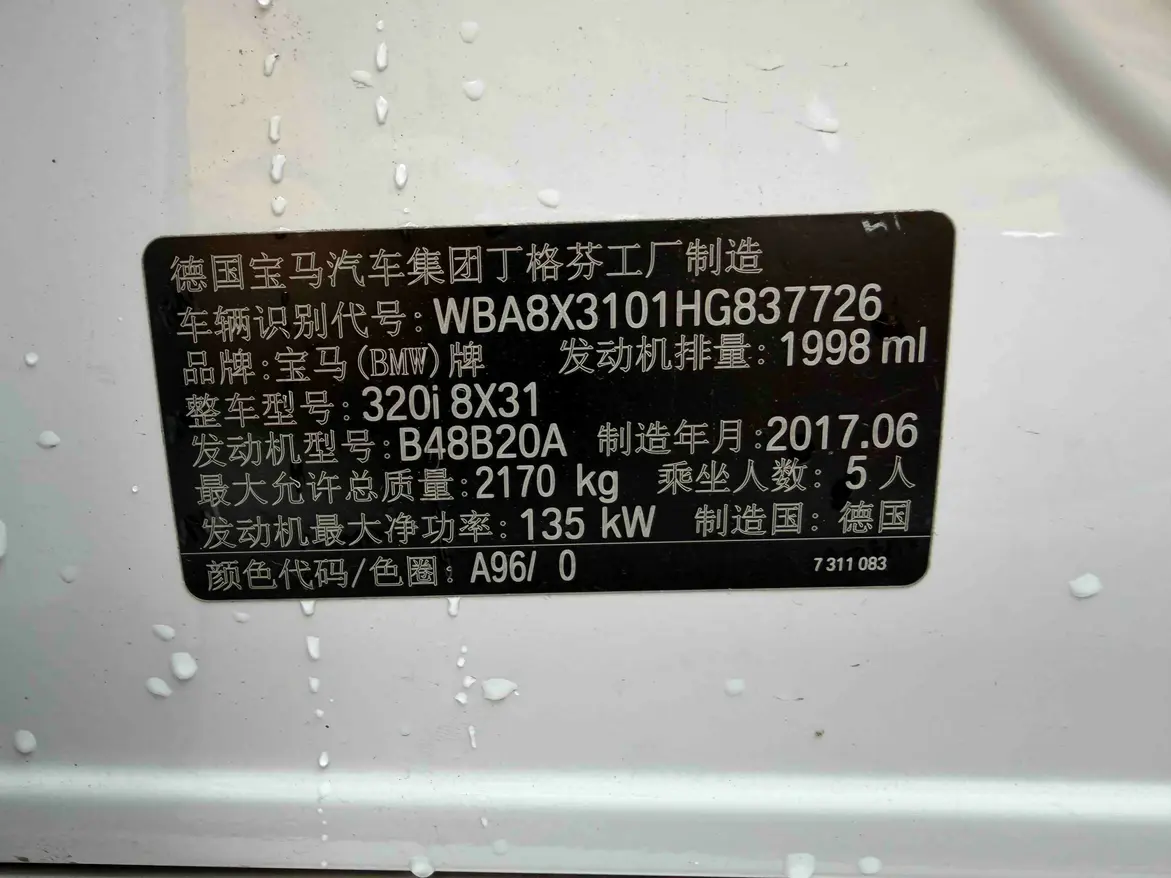 德国宝马汽车集团丁格芬工厂制造
车辆识别代号: WBA8X3101HG837726
品牌:宝马(BMW)牌 发动机排量: 1998 ml
整车型号: 320i 8X31
发动机型号: B48B20A 制造年月:2017.06
最大允许总质量:2170 kg 乘坐人数: 5 人
发动机最大净功率: 135 kW 制造国: 德国
颜色代码/色圈: A96/ 0 7 311 083